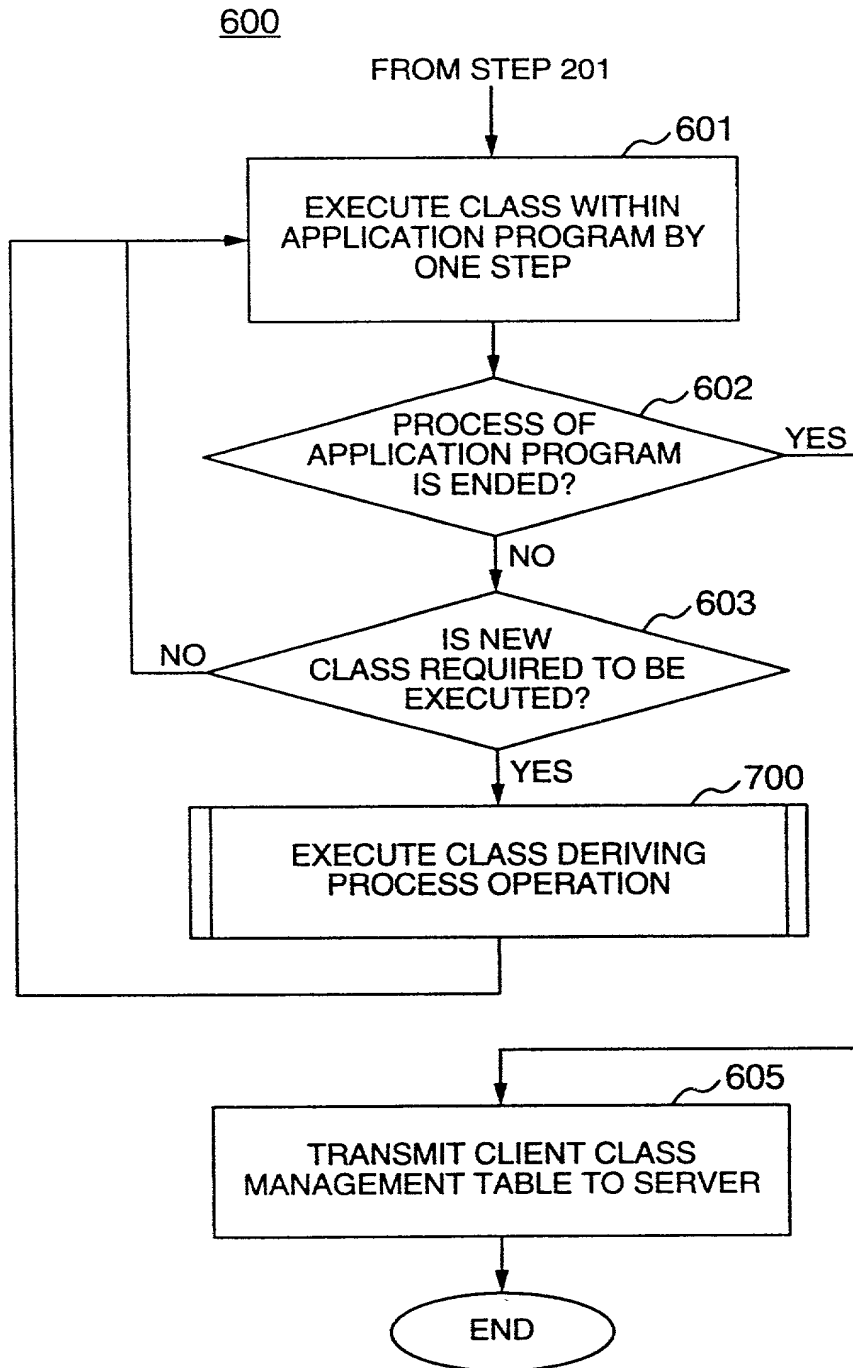 600
FROM STEP 201
601
EXECUTE CLASS WITHIN
APPLICATION PROGRAM BY
ONE STEP
602
PROCESS OF
APPLICATION PROGRAM
IS ENDED?
YES
NO
603
IS NEW
CLASS REQUIRED TO BE
EXECUTED?
NO
YES
700
EXECUTE CLASS DERIVING
PROCESS OPERATION
605
TRANSMIT CLIENT CLASS
MANAGEMENT TABLE TO SERVER
END